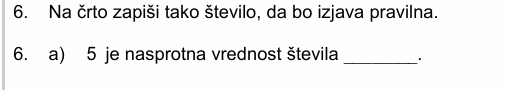 6. Na črto zapiši tako število, da bo izjava pravilna.
6. a) 5 je nasprotna vrednost števila ________.